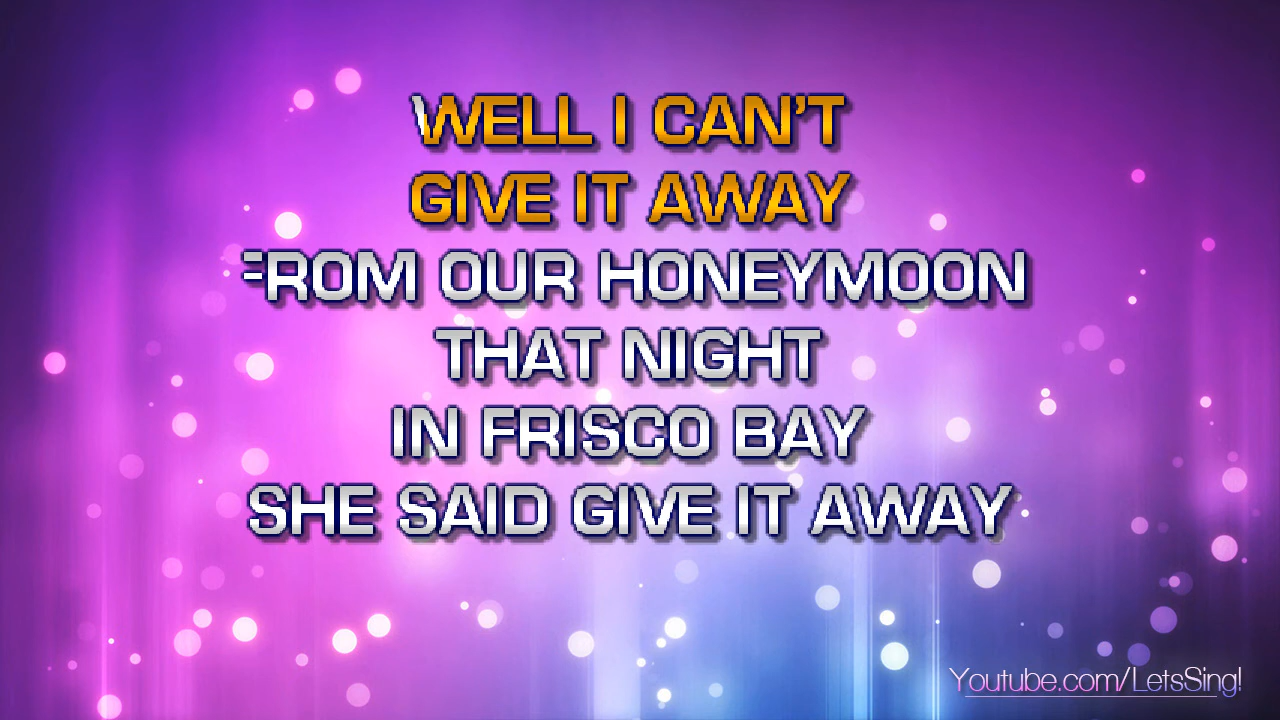 WELL I CAN'T
GIVE IT AWAY
FROM OUR HONEYMOON
THAT NIGHT
IN FRISCO BAY
SHE SAID GIVE IT AWAY
Youtube.com/LetsSing!